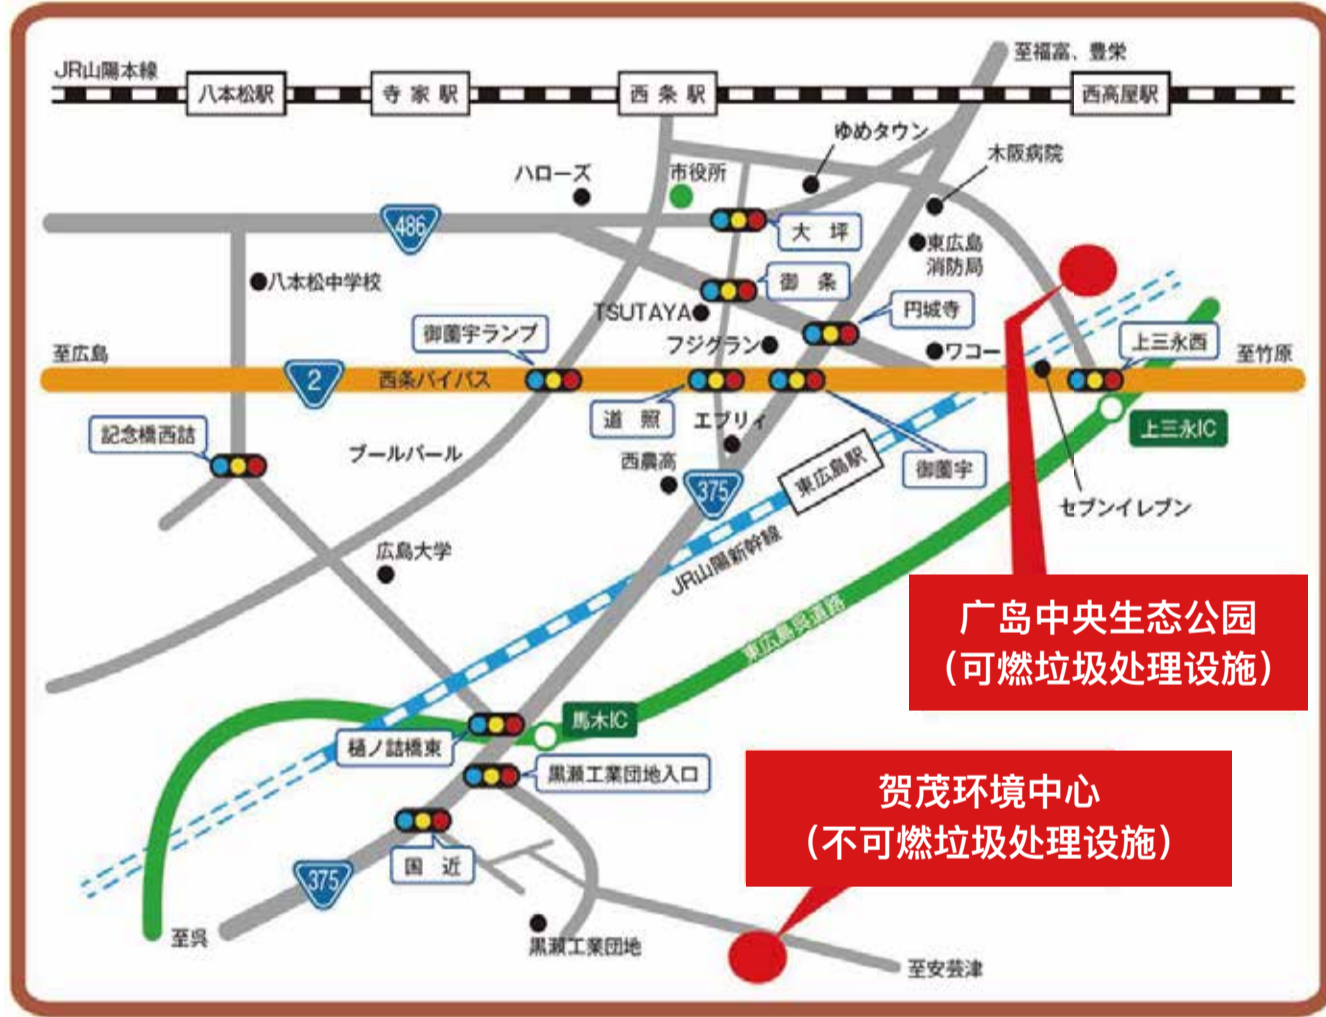 至福富、豊栄
JR山陽本線
八本松駅
寺家駅
西条駅
西高屋駅
ゆめタウン
木阪病院
ハローズ
市役所
486
大坪
東広島
消防局
八本松中学校
御条
TSUTAYA
円城寺
御薗宇ランプ
フジグラン
ワコー
上三永西
至広島
至竹原
2
西条バイパス
道照
エブリィ
上三永IC
記念橋西詰
ブールバール
西農高
375
東広島駅
御薗宇
セブンイレブン
広島大学
JR山陽新幹線
东広島呉道路
广岛中央生态公园
（可燃垃圾处理设施）
馬木IC
樋ノ詰橋東
黒瀬工業団地入口
贺茂环境中心
（不可燃垃圾处理设施）
国近
375
至呉
黒瀬工業団地
至安芸津